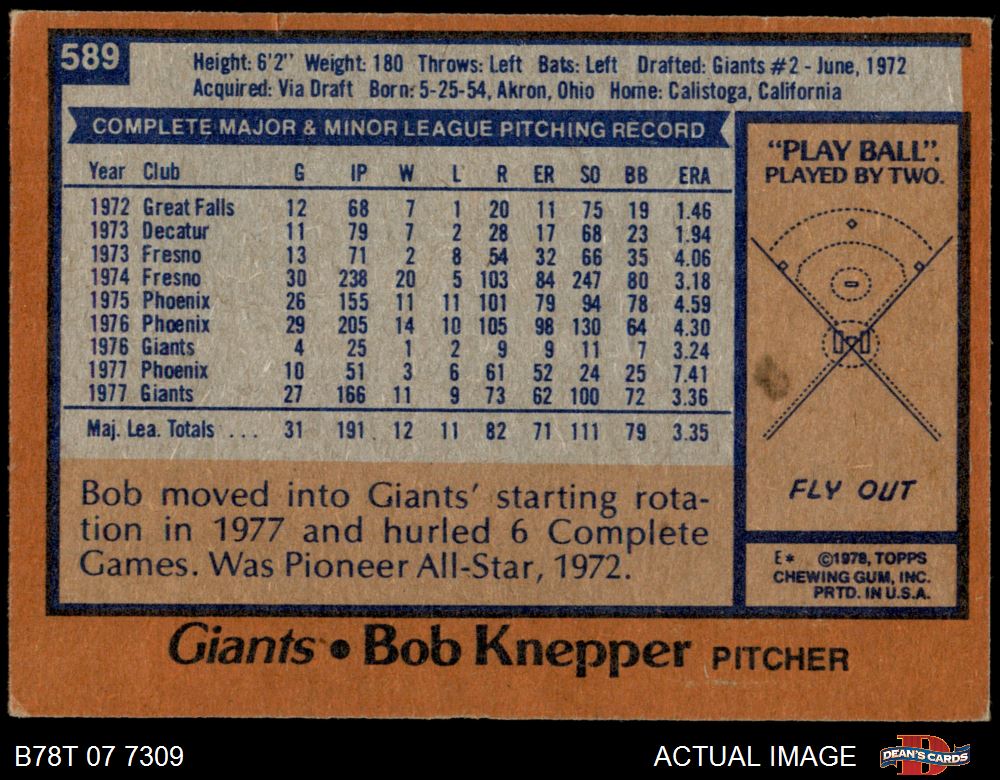 589
Height: 6'2" Weight: 180 Throws: Left Bats: Left Drafted: Giants #2 - June, 1972
Acquired: Via Draft Born: 5-25-54, Akron, Ohio Home: Calistoga, California
COMPLETE MAJOR & MINOR LEAGUE PITCHING RECORD
Year Club G IP W L R ER SO BB ERA
1972 Great Falls 12 68 7 1 20 11 75 19 1.46
1973 Decatur 11 79 7 2 28 17 68 23 1.94
1973 Fresno 13 71 2 8 54 32 66 35 4.06
1974 Fresno 30 238 20 5 103 84 247 80 3.18
1975 Phoenix 26 155 11 11 101 79 94 78 4.59
1976 Phoenix 29 205 14 10 105 98 130 64 4.30
1976 Giants 4 25 1 2 9 9 11 7 3.24
1977 Phoenix 10 51 3 6 61 52 24 25 7.41
1977 Giants 27 166 11 9 73 62 100 72 3.36
Maj. Lea. Totals ... 31 191 12 11 82 71 111 79 3.35
Bob moved into Giants' starting rota-
tion in 1977 and hurled 6 Complete
Games. Was Pioneer All-Star, 1972.
"PLAY BALL".
PLAYED BY TWO.
FLY OUT
E* ©1978, TOPPS
CHEWING GUM, INC.
PRTD. IN U.S.A.
Giants • Bob Knepper PITCHER
B78T 07 7309 ACTUAL IMAGE DEAN'S CARDS